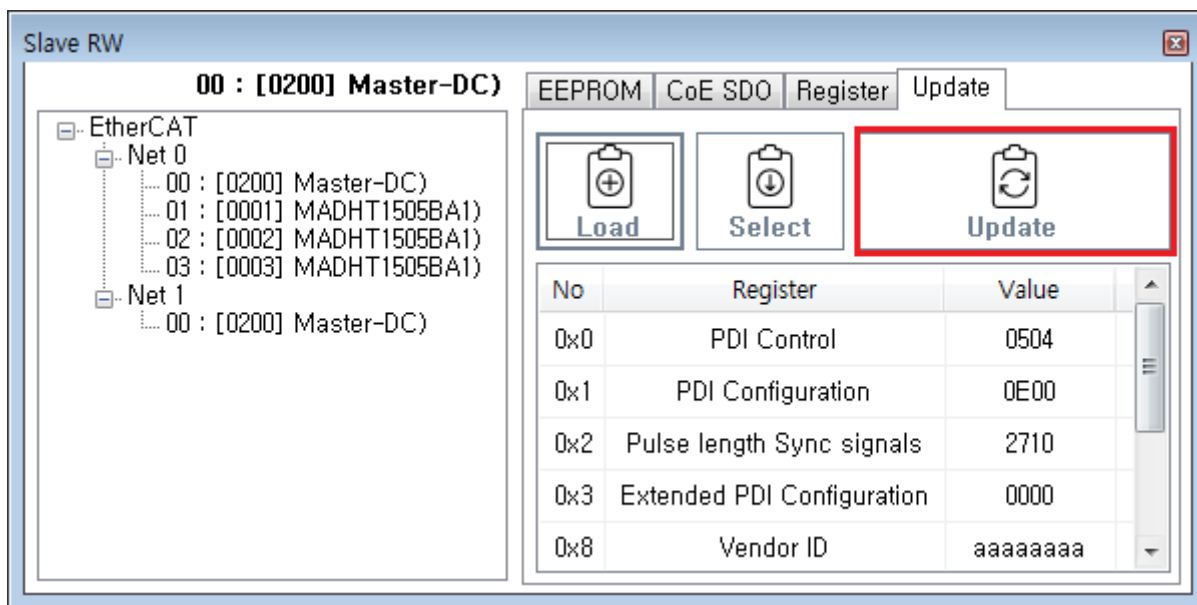 Slave RW
00 : [0200] Master-DC)
EtherCAT
Net 0
00 : [0200] Master-DC)
01 : [0001] MADHT1505BA1)
02 : [0002] MADHT1505BA1)
03 : [0003] MADHT1505BA1)
Net 1
00 : [0200] Master-DC)
EEPROM CoE SDO Register Update
Load Select Update
No Register Value
0x0 PDI Control 0504
0x1 PDI Configuration 0E00
0x2 Pulse length Sync signals 2710
0x3 Extended PDI Configuration 0000
0x8 Vendor ID aaaaaaaa